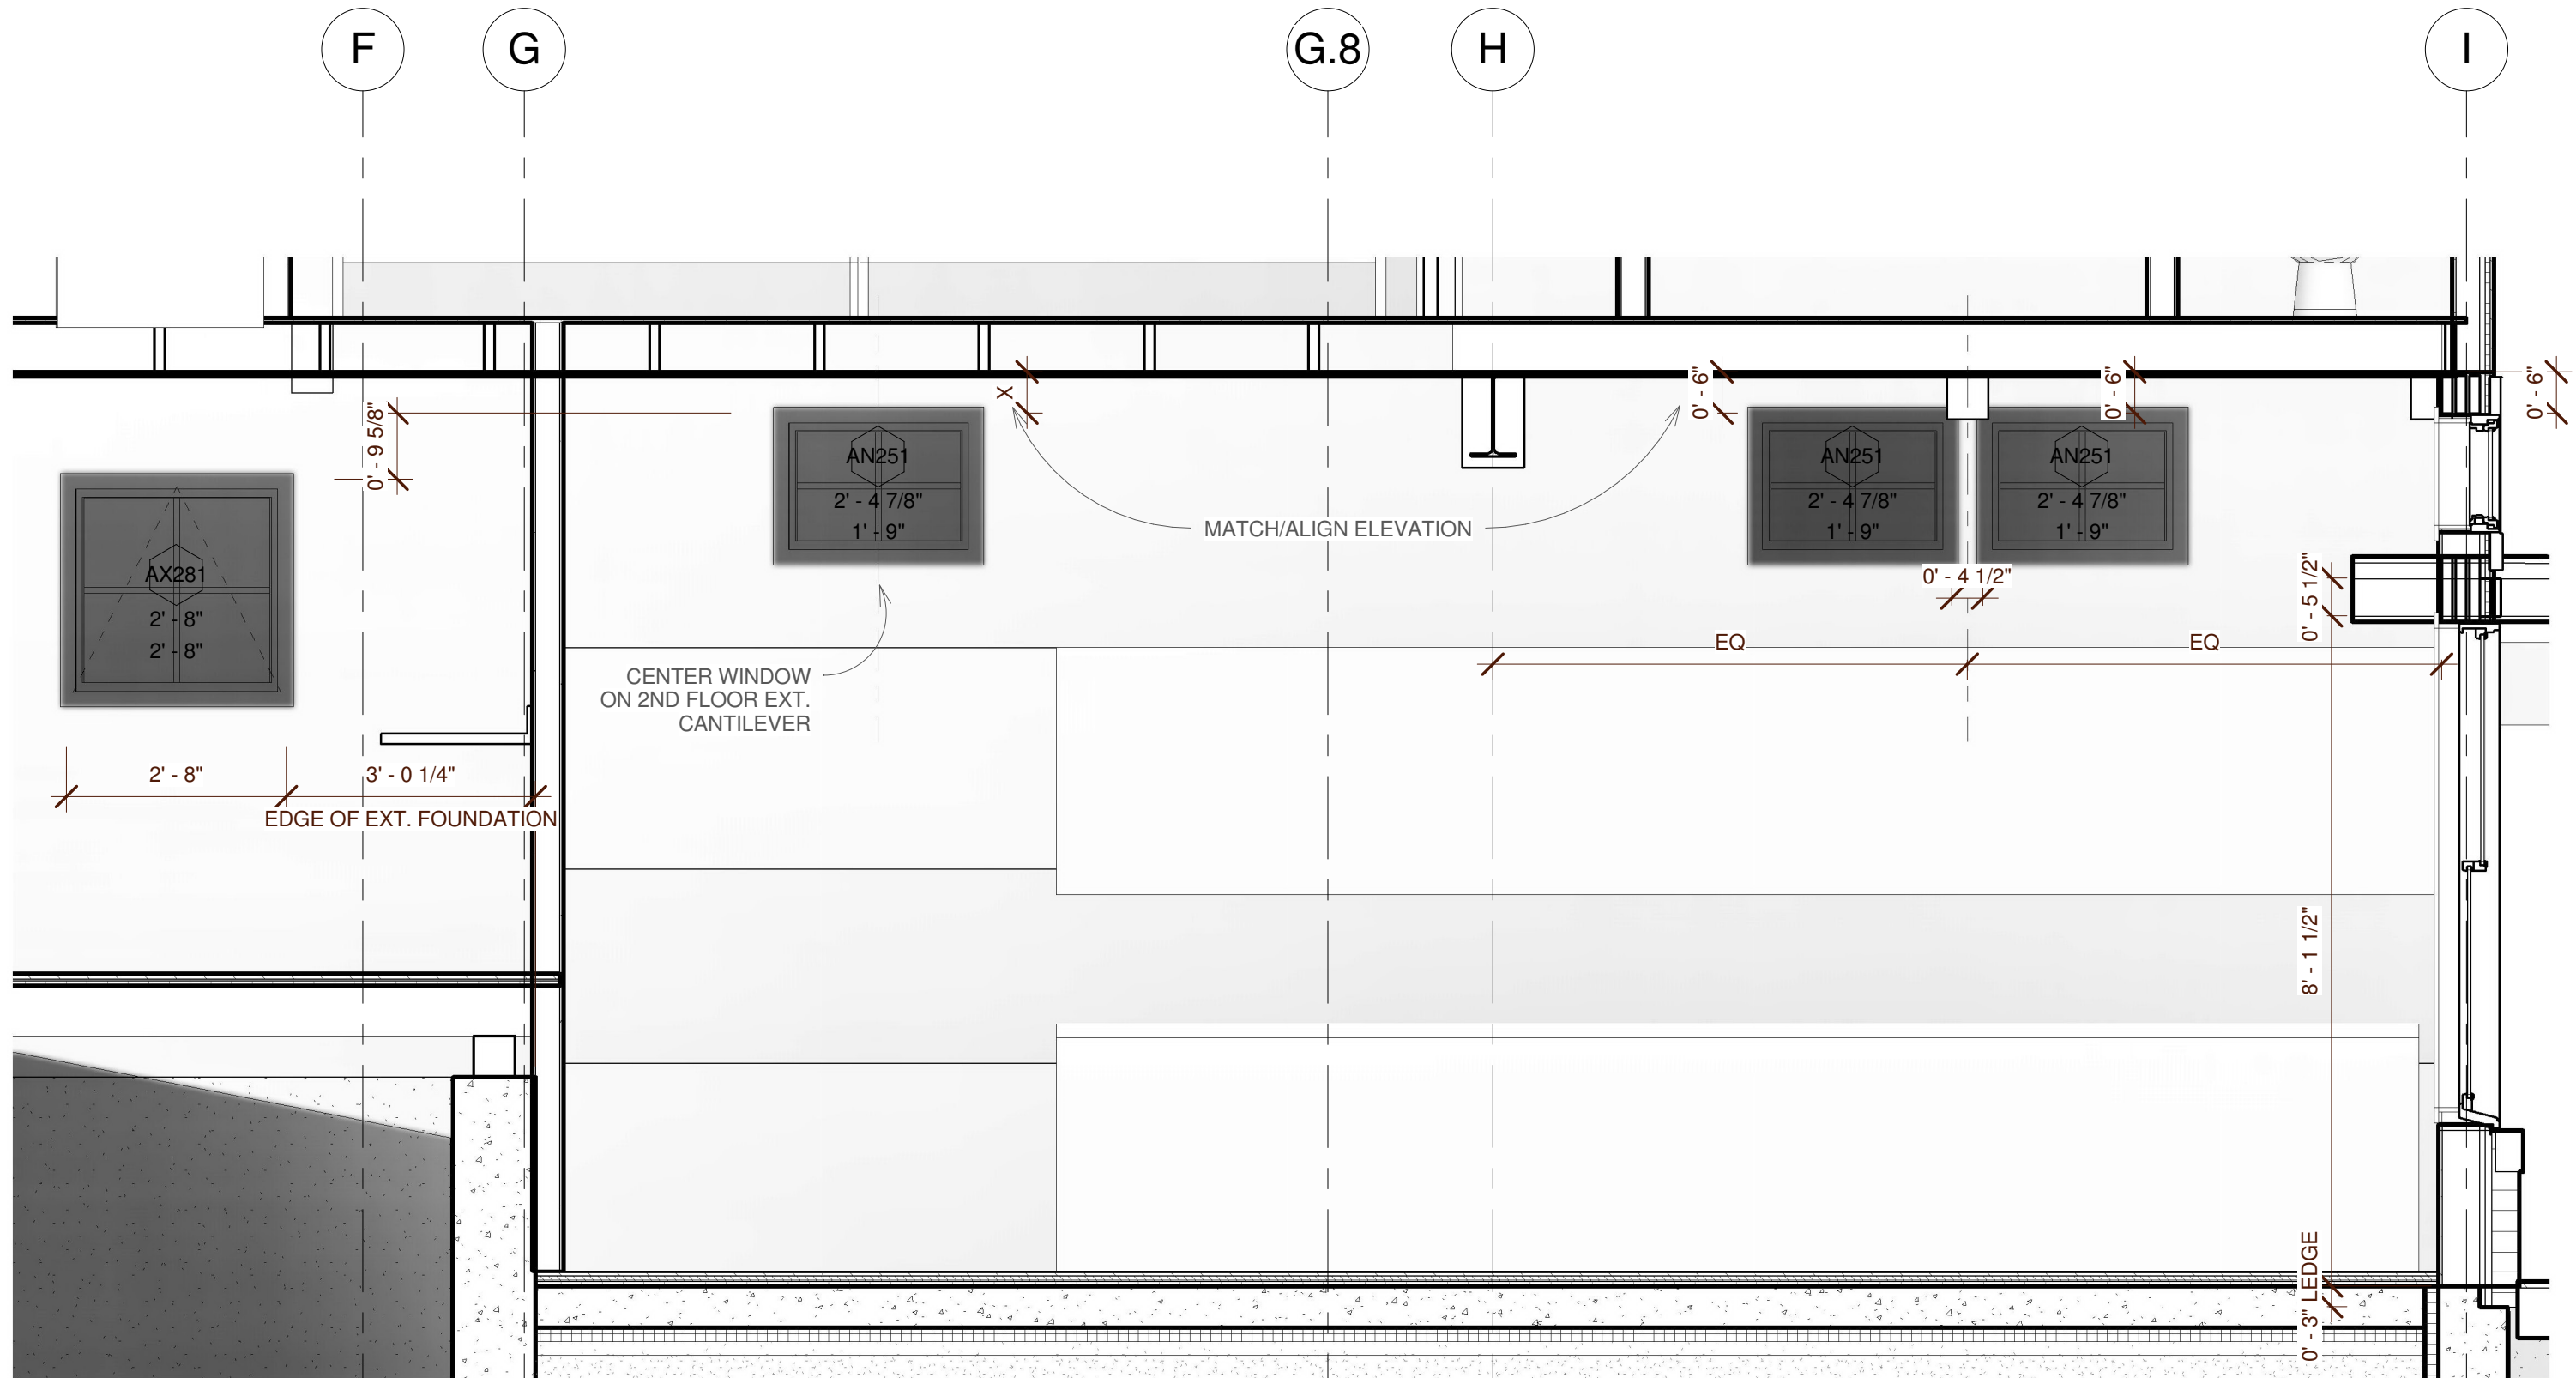 F
G
G.8
H
I
X
0' - 6"
0' - 6"
0' - 6"
0' - 9 5/8"
AN251
2' - 4 7/8"
1' - 9"
AN251
2' - 4 7/8"
1' - 9"
AN251
2' - 4 7/8"
1' - 9"
MATCH/ALIGN ELEVATION
AX281
2' - 8"
2' - 8"
0' - 4 1/2"
0' - 5 1/2"
EQ
EQ
CENTER WINDOW
ON 2ND FLOOR EXT.
CANTILEVER
2' - 8"
3' - 0 1/4"
EDGE OF EXT. FOUNDATION
8' - 1 1/2"
0' - 3" LEDGE